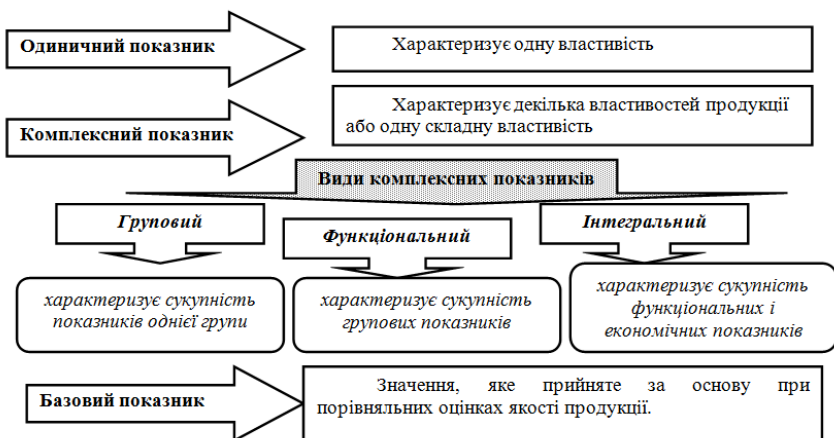 Одиничний показник
Характеризує одну властивість
Комплексний показник
Характеризує декілька властивостей продукції
або одну складну властивість
Види комплексних показників
Груповий
Функціональний
Інтегральний
характеризує сукупність
показників однієї групи
характеризує сукупність
групових показників
характеризує сукупність
функціональних і
економічних показників
Базовий показник
Значення, яке прийняте за основу при
порівняльних оцінках якості продукції.